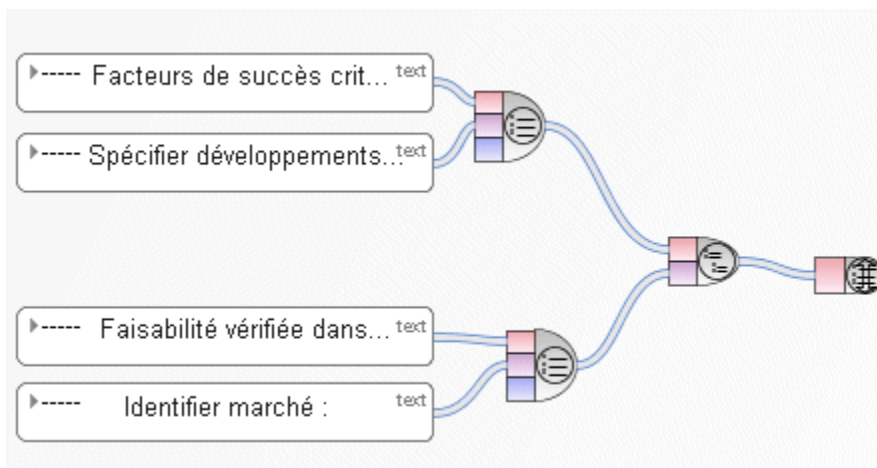 ----- Facteurs de succès crit... text
----- Spécifier développements... text
----- Faisabilité vérifiée dans... text
----- Identifier marché : text